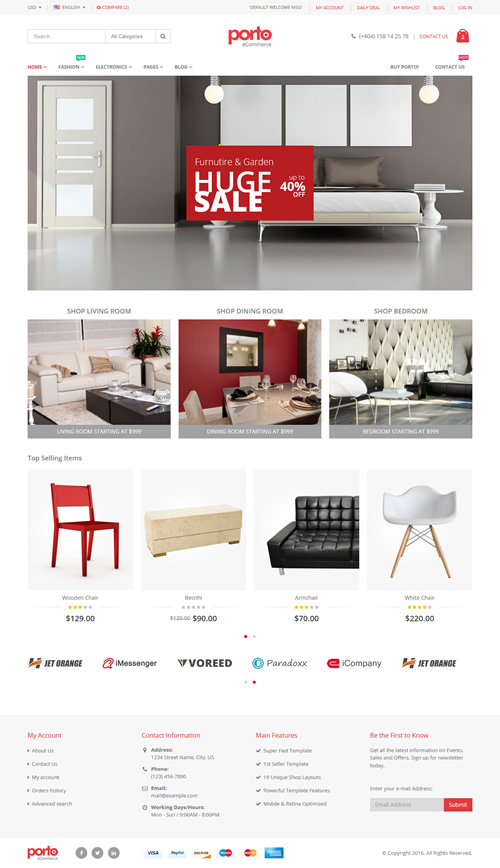 USD ENGLISH COMPARE (2) DEFAULT WELCOME MSG! MY ACCOUNT DAILY DEAL MY WISHLIST BLOG LOG IN
Search... All Categories
porto
eCommerce
(+404) 158 14 25 78 | CONTACT US 2
NEW
HOME FASHION ELECTRONICS PAGES BLOG BUY PORTO! CONTACT US
Furnutire & Garden
HUGE
SALE
up to
40%
OFF
SHOP LIVING ROOM SHOP DINING ROOM SHOP BEDROOM
LIVING ROOM STARTING AT $999 DINING ROOM STARTING AT $999 BEDROOM STARTING AT $999
Top Selling Items
Wooden Chair Becnhi Armchair White Chair
$129.00 $120.00 $90.00 $70.00 $220.00
JET ORANGE iMessenger VOREED Paradoxx iCompany JET ORANGE
My Account
About Us
Contact Us
My account
Orders history
Advanced search
Contact Information
Address:
1234 Street Name, City, US
Phone:
(123) 456-7890
Email:
mail@example.com
Working Days/Hours:
Mon - Sun / 9:00AM - 8:00PM
Main Features
Super Fast Template
1st Seller Template
19 Unique Shop Layouts
Powerful Template Features
Mobile & Retina Optimized
Be the First to Know
Get all the latest information on Events,
Sales and Offers. Sign up for newsletter
today.
Enter your e-mail Address:
Email Address Submit
porto
eCommerce
VISA PayPal DISCOVER
© Copyright 2016. All Rights Reserved.